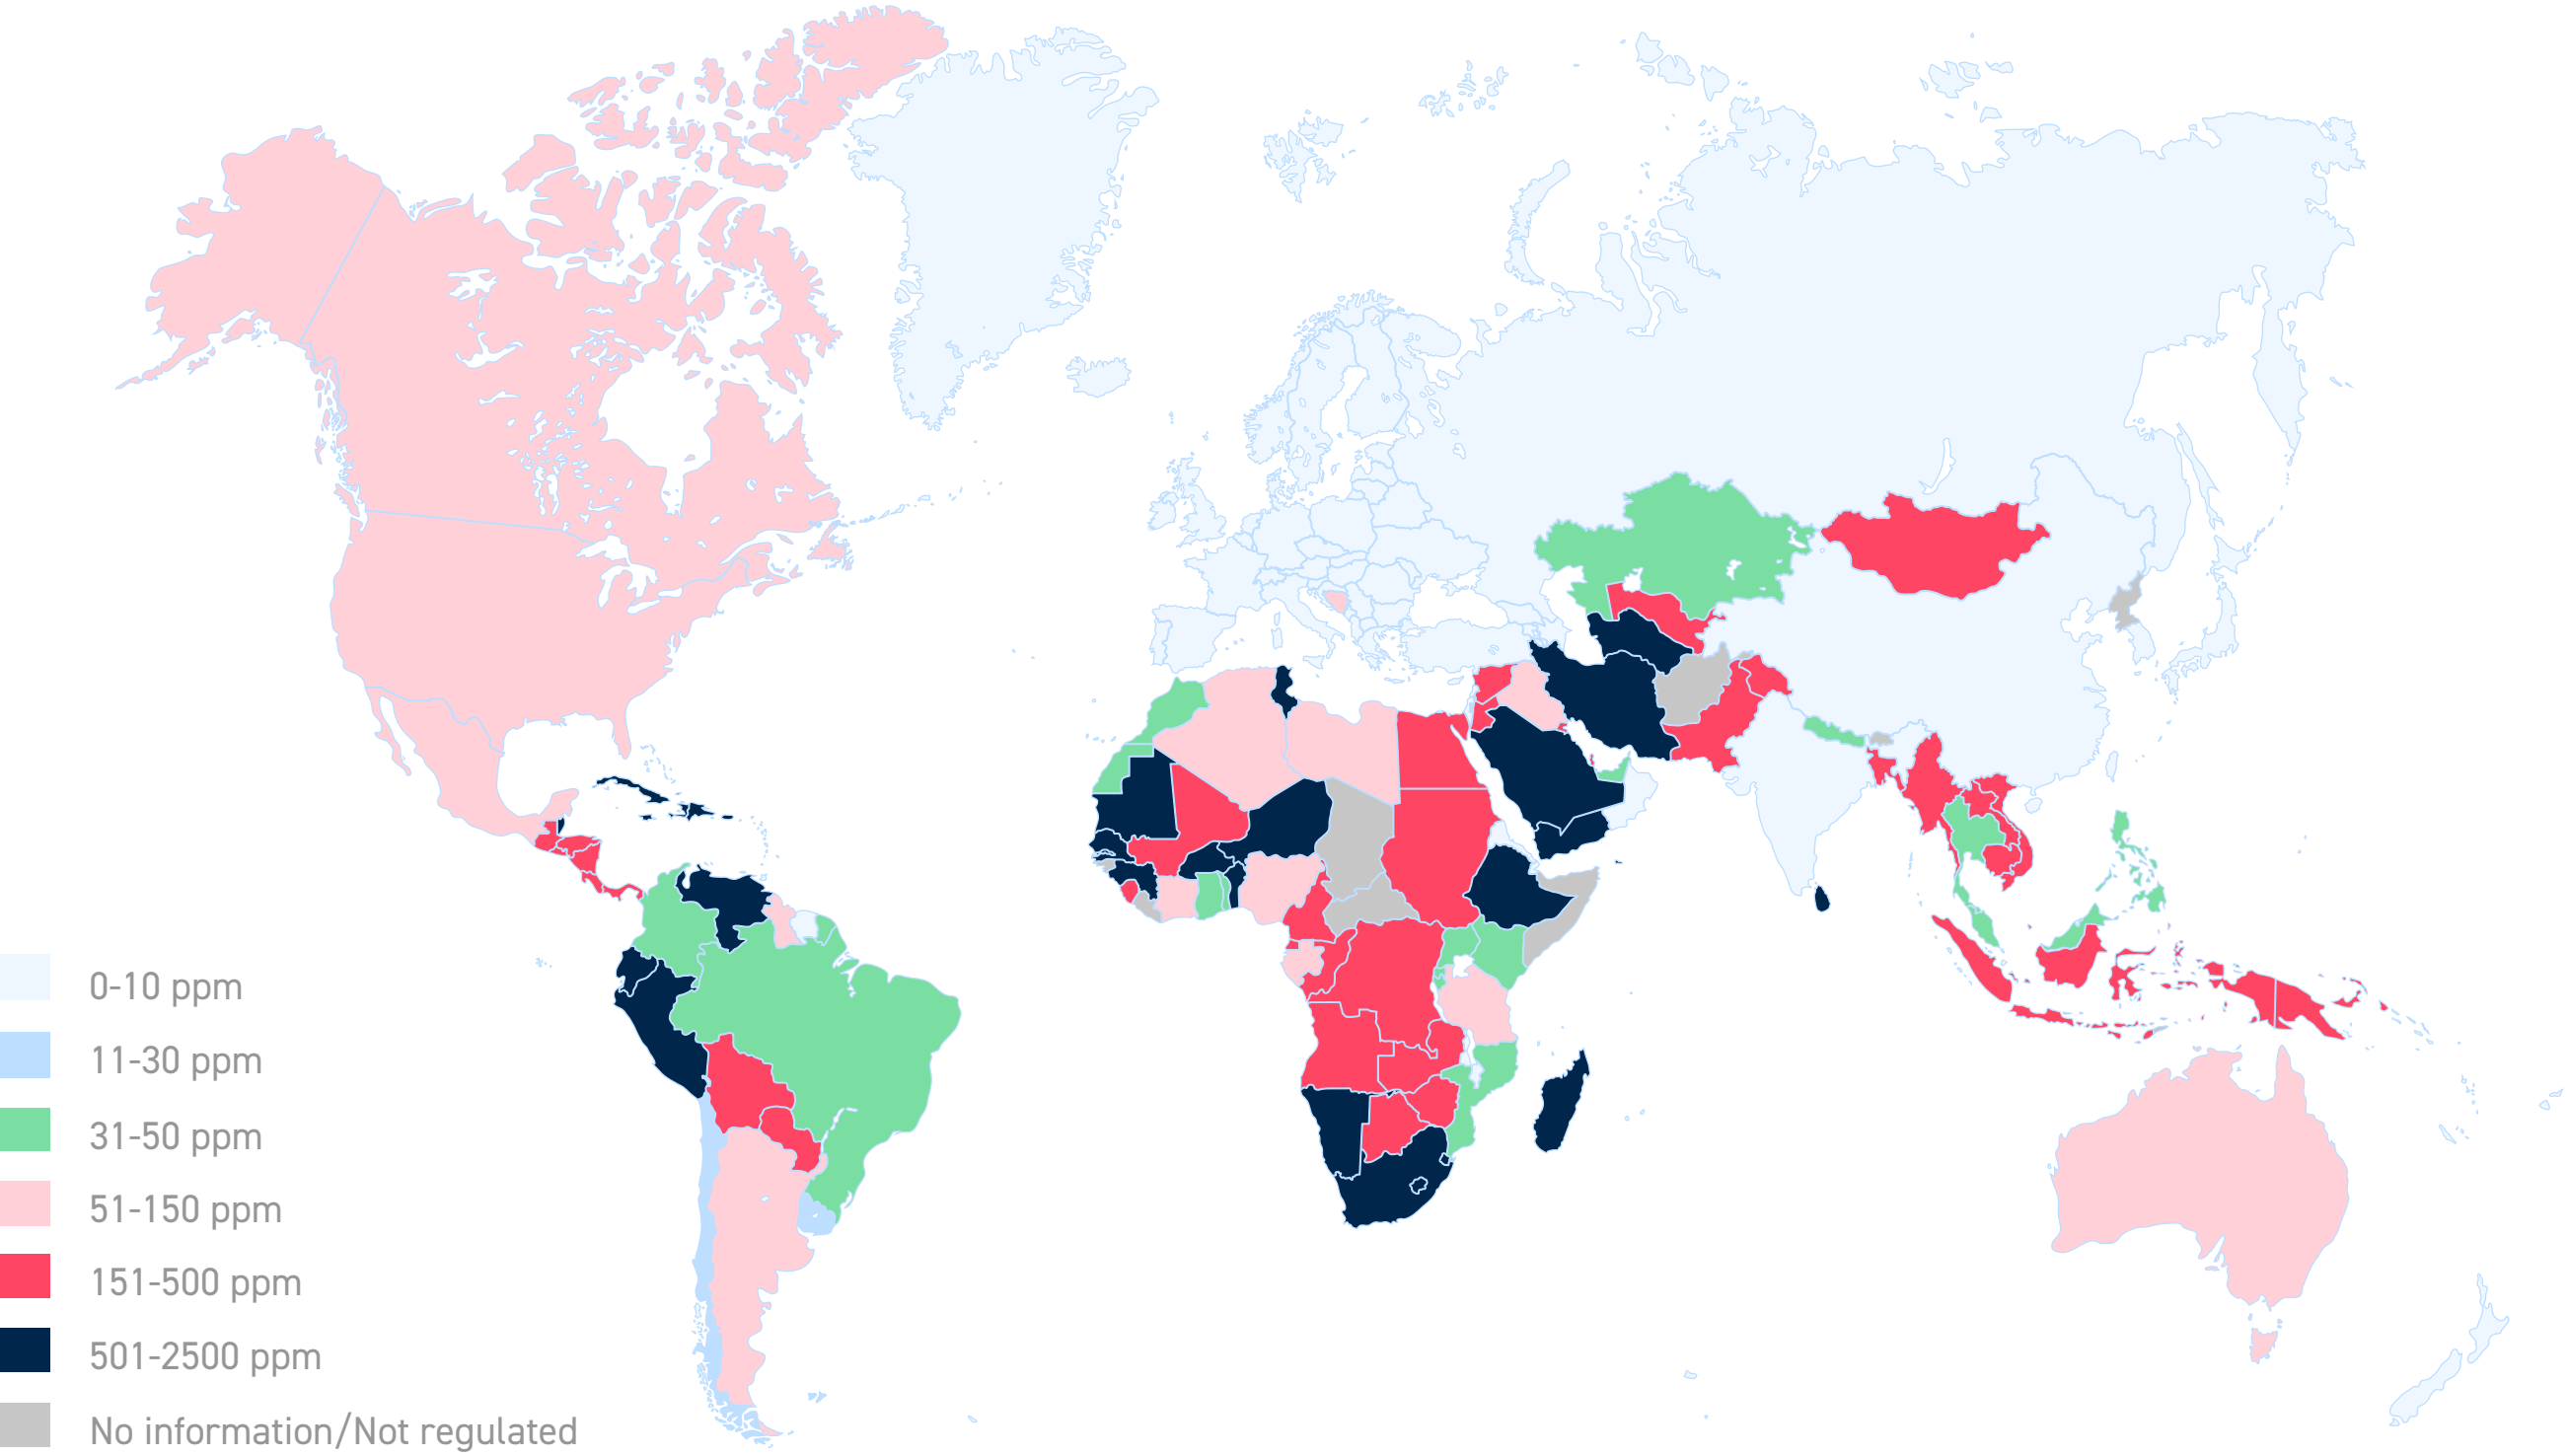 0-10 ppm
11-30 ppm
31-50 ppm
51-150 ppm
151-500 ppm
501-2500 ppm
No information/Not regulated